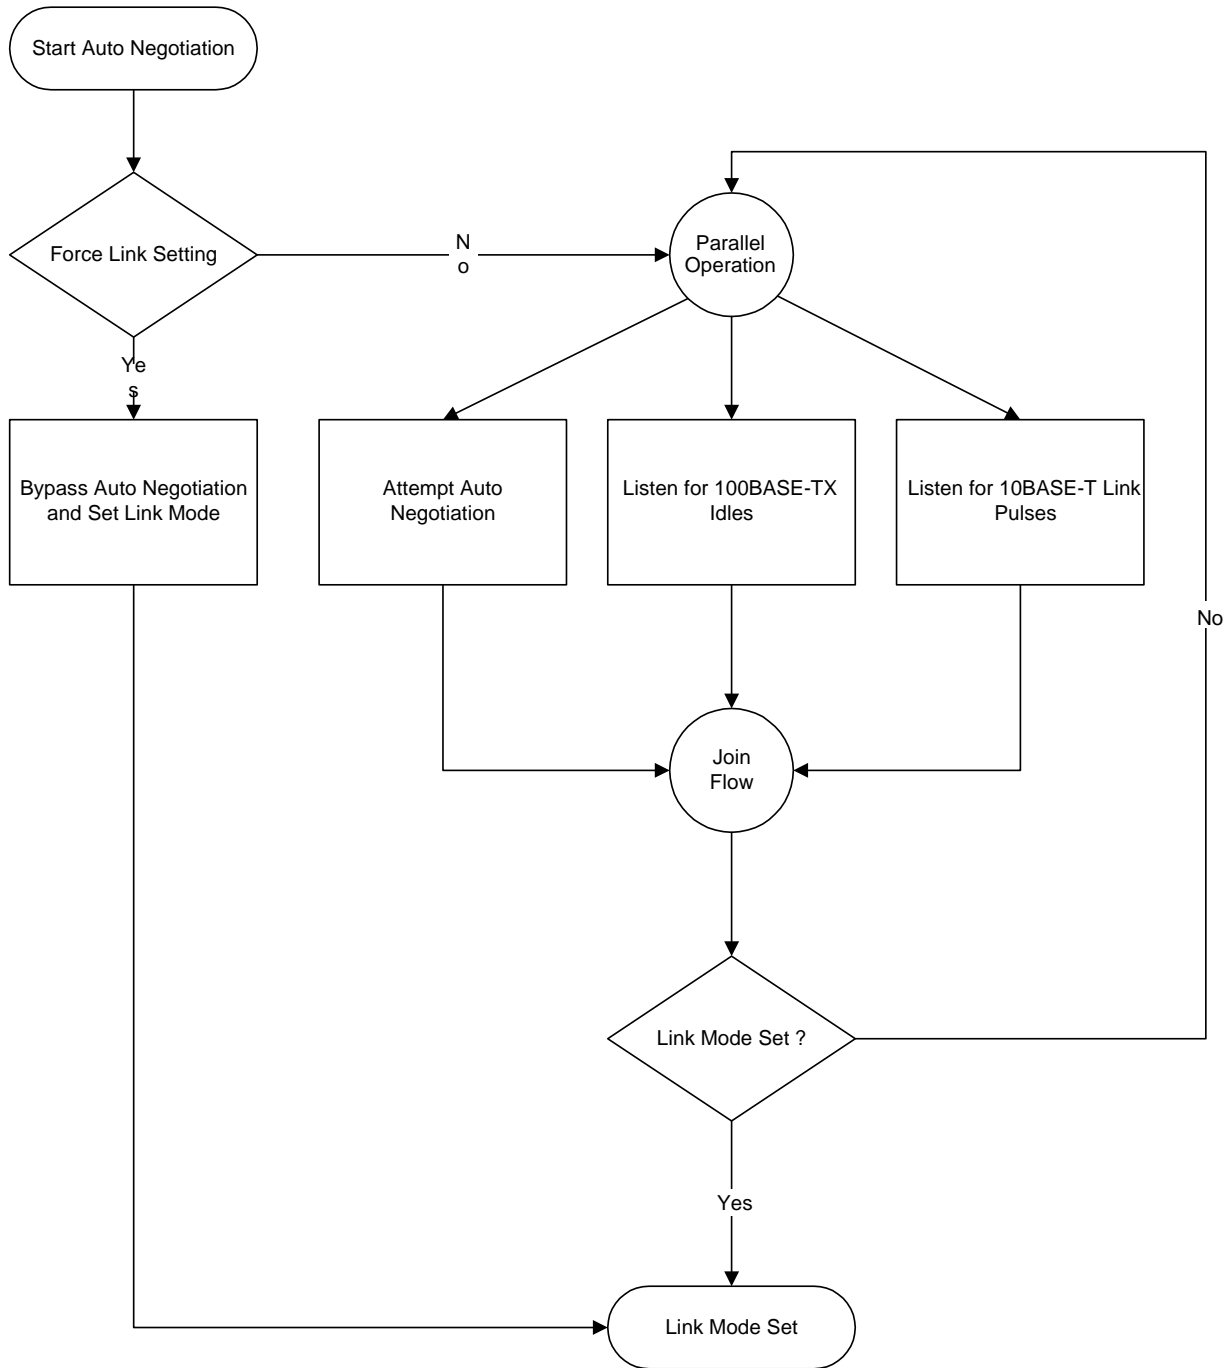 Start Auto Negotiation
Force Link Setting
N
o
Parallel
Operation
Ye
s
Bypass Auto Negotiation
and Set Link Mode
Attempt Auto
Negotiation
Listen for 100BASE-TX
Idles
Listen for 10BASE-T Link
Pulses
No
Join
Flow
Link Mode Set ?
Yes
Link Mode Set